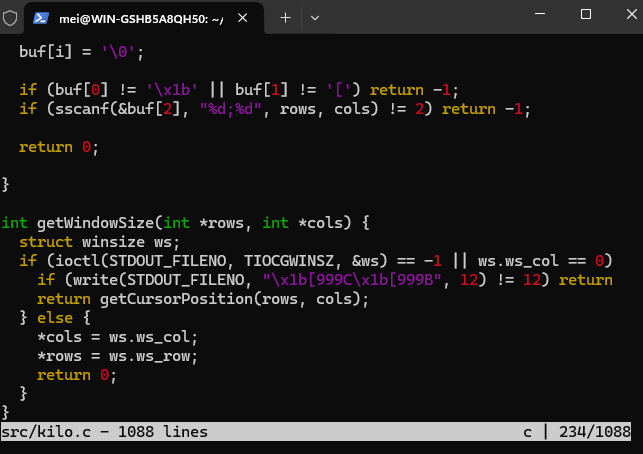 mei@WIN-GSHB5A8QH50: ~/
buf[i] = '\0';
if (buf[0] != '\x1b' || buf[1] != '[') return -1;
if (sscanf(&buf[2], "%d;%d", rows, cols) != 2) return -1;
return 0;
}
int getWindowSize(int *rows, int *cols) {
struct winsize ws;
if (ioctl(STDOUT_FILENO, TIOCGWINSZ, &ws) == -1 || ws.ws_col == 0)
if (write(STDOUT_FILENO, "\x1b[999C\x1b[999B", 12) != 12) return
return getCursorPosition(rows, cols);
} else {
*cols = ws.ws_col;
*rows = ws.ws_row;
return 0;
}
}
src/kilo.c - 1088 lines c | 234/1088